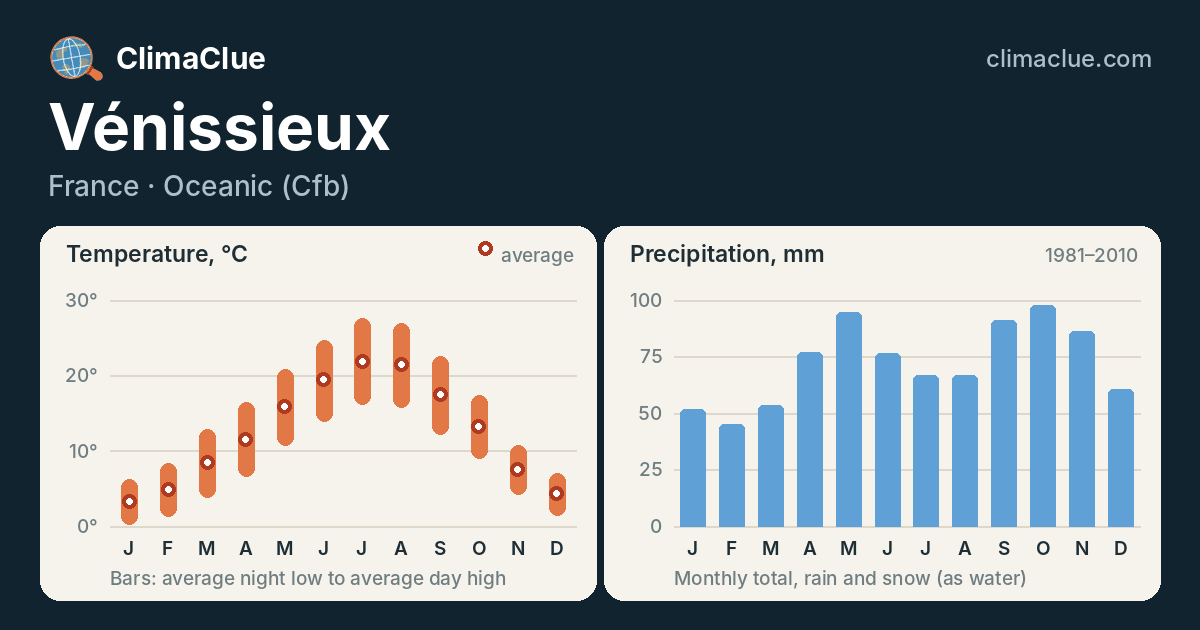 ClimaClue
climaclue.com
Vénissieux
France · Oceanic (Cfb)
Temperature, °C
average
30°
20°
10°
0°
J F M A M J J A S O N D
Bars: average night low to average day high
Precipitation, mm
1981–2010
100
75
50
25
0
J F M A M J J A S O N D
Monthly total, rain and snow (as water)